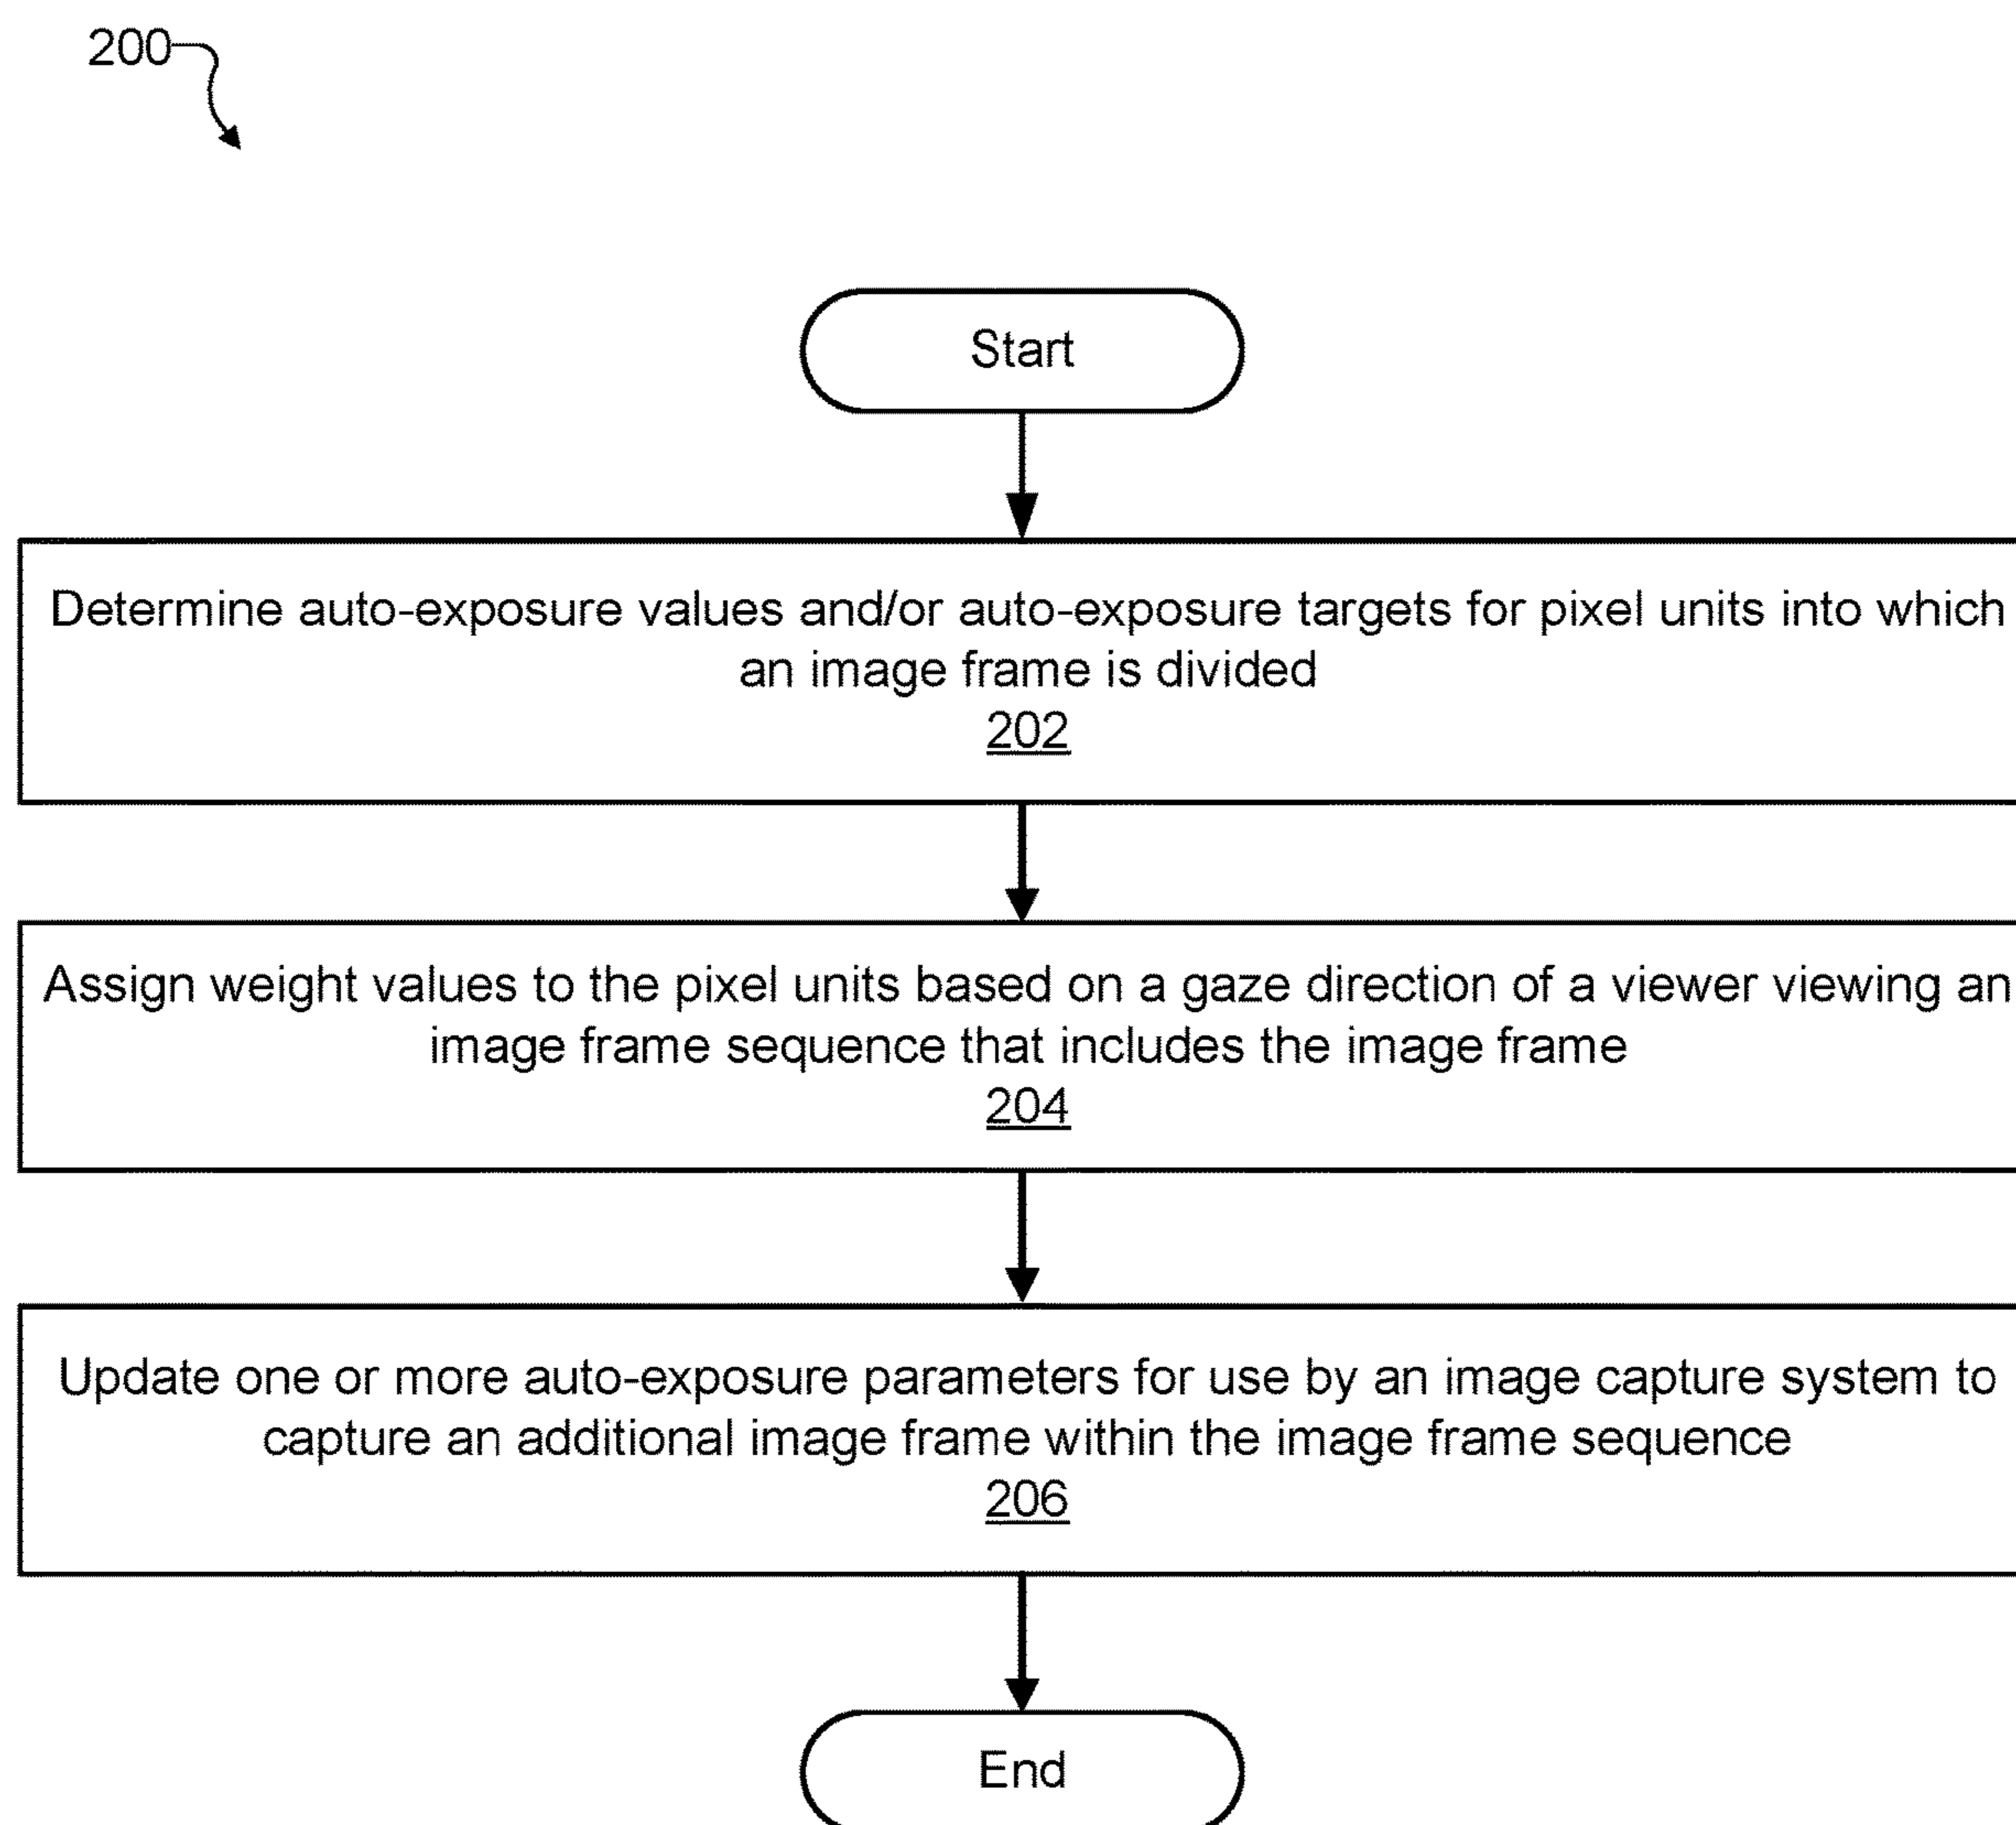 200
Start
Determine auto-exposure values and/or auto-exposure targets for pixel units into which
an image frame is divided
202
Assign weight values to the pixel units based on a gaze direction of a viewer viewing an
image frame sequence that includes the image frame
204
Update one or more auto-exposure parameters for use by an image capture system to
capture an additional image frame within the image frame sequence
206
End